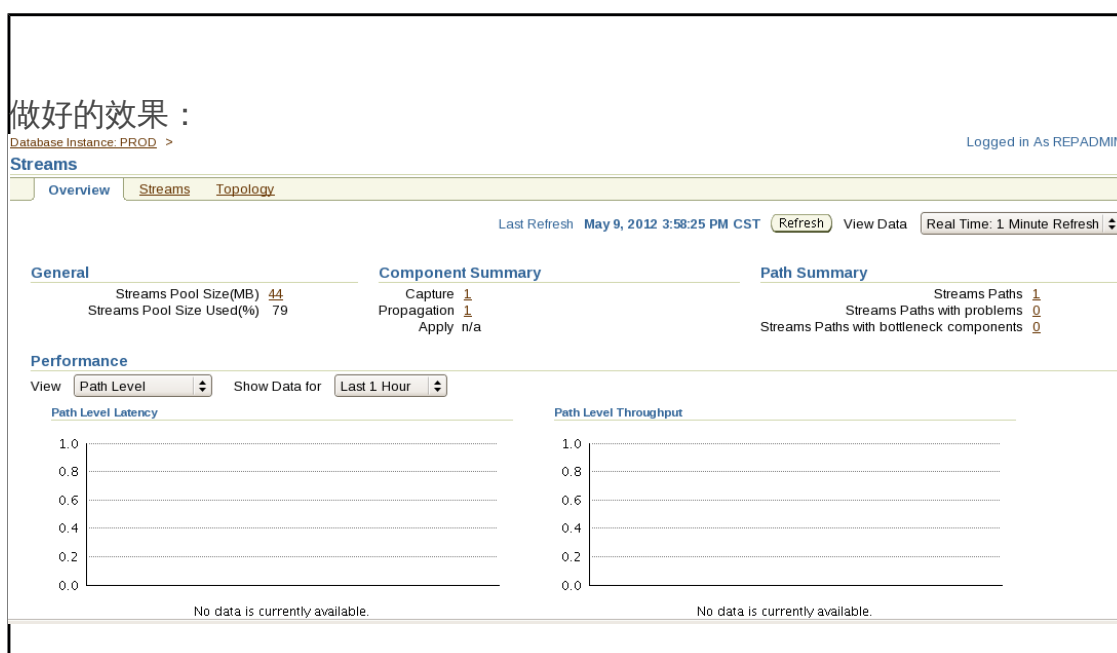 做好的效果：
Database Instance: PROD >
Logged in As REPADMIN
Streams
Overview Streams Topology
Last Refresh May 9, 2012 3:58:25 PM CST Refresh View Data Real Time: 1 Minute Refresh
General
Streams Pool Size(MB) 44
Streams Pool Size Used(%) 79
Component Summary
Capture 1
Propagation 1
Apply n/a
Path Summary
Streams Paths 1
Streams Paths with problems 0
Streams Paths with bottleneck components 0
Performance
View Path Level Show Data for Last 1 Hour
Path Level Latency
1.0
0.8
0.6
0.4
0.2
0.0
No data is currently available.
Path Level Throughput
1.0
0.8
0.6
0.4
0.2
0.0
No data is currently available.